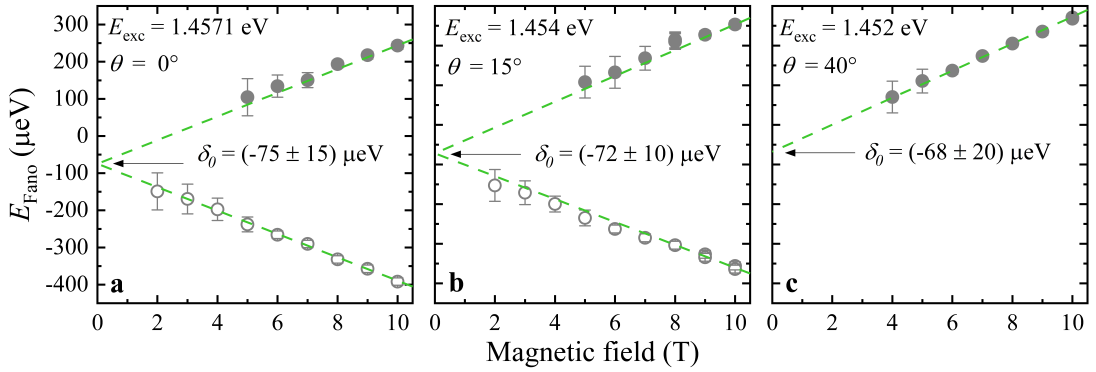 E_Fano (μeV)
300
200
100
0
-100
-200
-300
-400
E_exc = 1.4571 eV
θ = 0°
δ_0 = (-75 ± 15) μeV
a
0 2 4 6 8 10
E_exc = 1.454 eV
θ = 15°
δ_0 = (-72 ± 10) μeV
b
0 2 4 6 8 10
E_exc = 1.452 eV
θ = 40°
δ_0 = (-68 ± 20) μeV
c
0 2 4 6 8 10
Magnetic field (T)